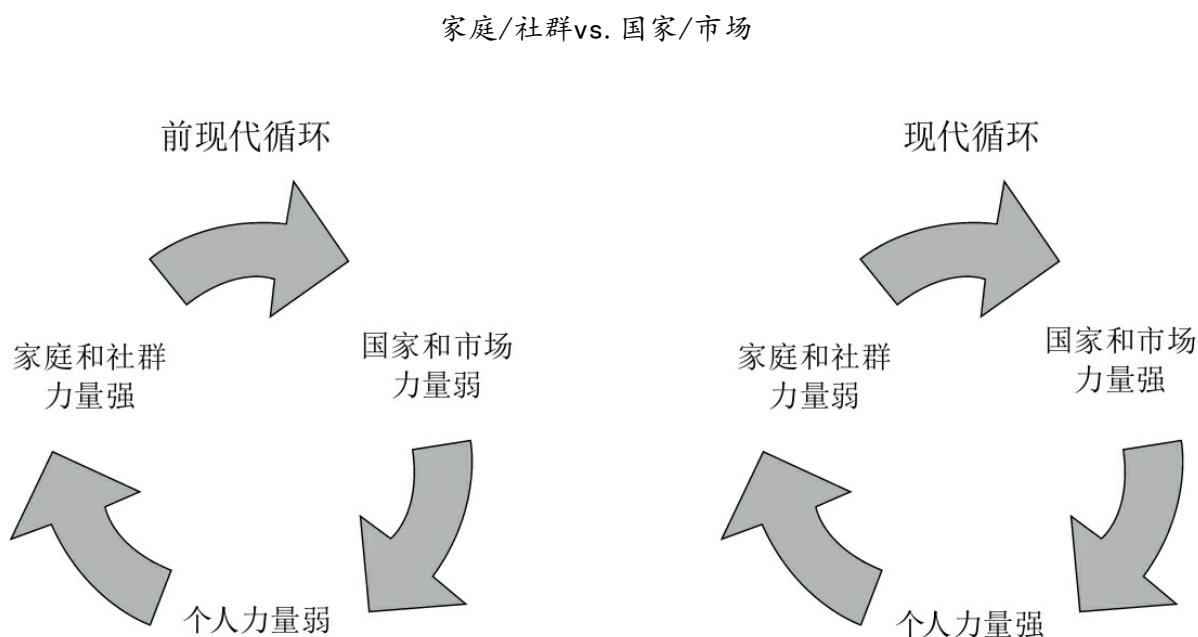 家庭/社群vs.国家/市场
前现代循环
家庭和社群
力量强
国家和市场
力量弱
个人力量弱
现代循环
家庭和社群
力量弱
国家和市场
力量强
个人力量强